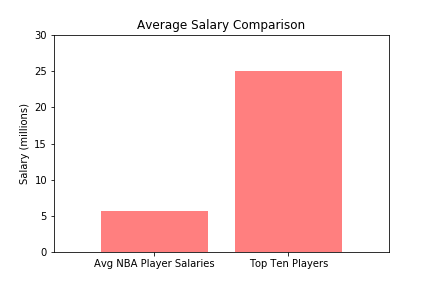 Average Salary Comparison
Salary (millions)
30
25
20
15
10
5
0
Avg NBA Player Salaries
Top Ten Players